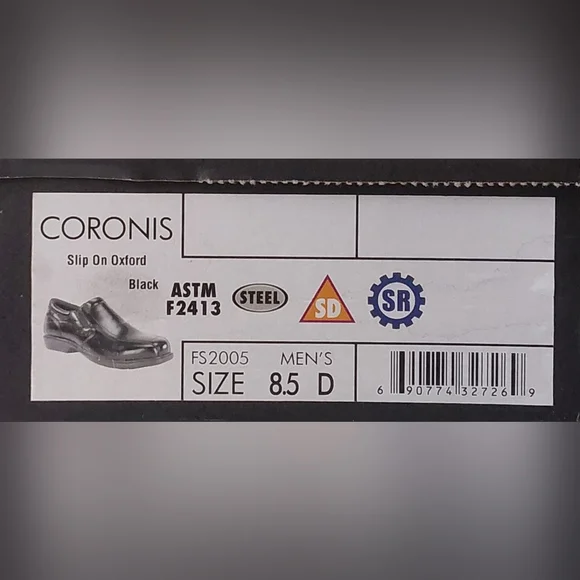 CORONIS
Slip On Oxford
Black
ASTM
F2413
STEEL
SD
SR
FS2005 MEN'S
SIZE 8.5 D
6 90774 32726 9